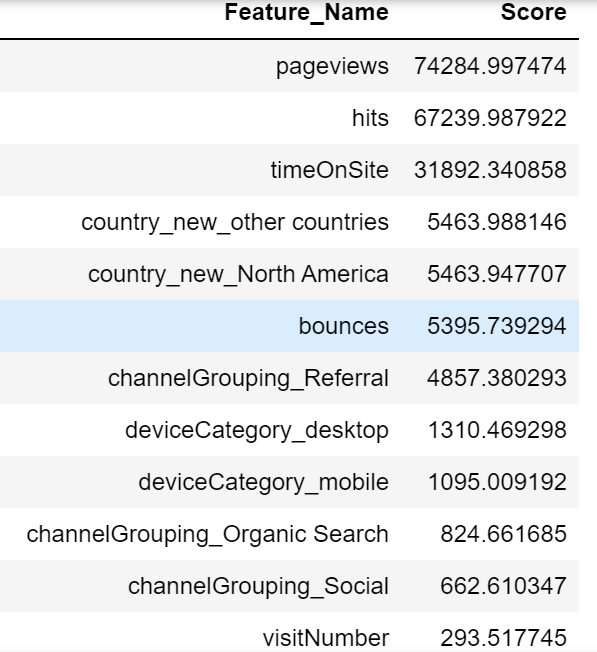 Feature_Name Score
pageviews 74284.997474
hits 67239.987922
timeOnSite 31892.340858
country_new_other countries 5463.988146
country_new_North America 5463.947707
bounces 5395.739294
channelGrouping_Referral 4857.380293
deviceCategory_desktop 1310.469298
deviceCategory_mobile 1095.009192
channelGrouping_Organic Search 824.661685
channelGrouping_Social 662.610347
visitNumber 293.517745